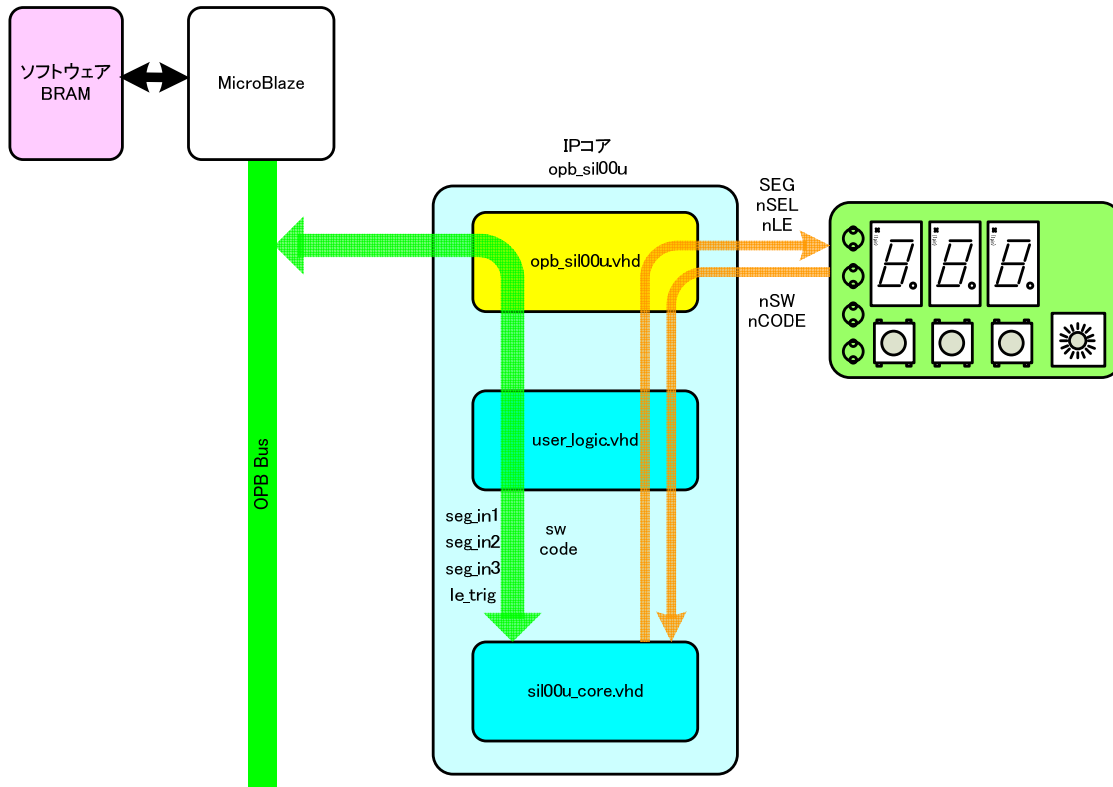 ソフトウェア
BRAM
MicroBlaze
IPコア
opb_sil00u
SEG
nSEL
nLE
opb_sil00u.vhd
nSW
nCODE
user_logic.vhd
OPB Bus
seg_in1
seg_in2
seg_in3
le_trig
sw
code
sil00u_core.vhd